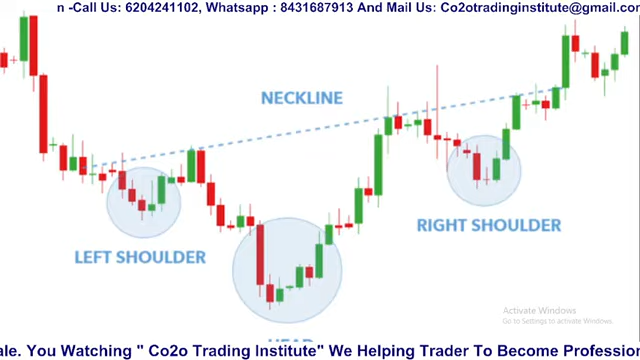 n -Call Us: 6204241102, Whatsapp : 8431687913 And Mail Us: Co2otradinginstitute@gmail.com
NECKLINE
RIGHT SHOULDER
LEFT SHOULDER
Activate Windows
Go to Settings to activate Windows.
ale. You Watching " Co2o Trading Institute" We Helping Trader To Become Profession